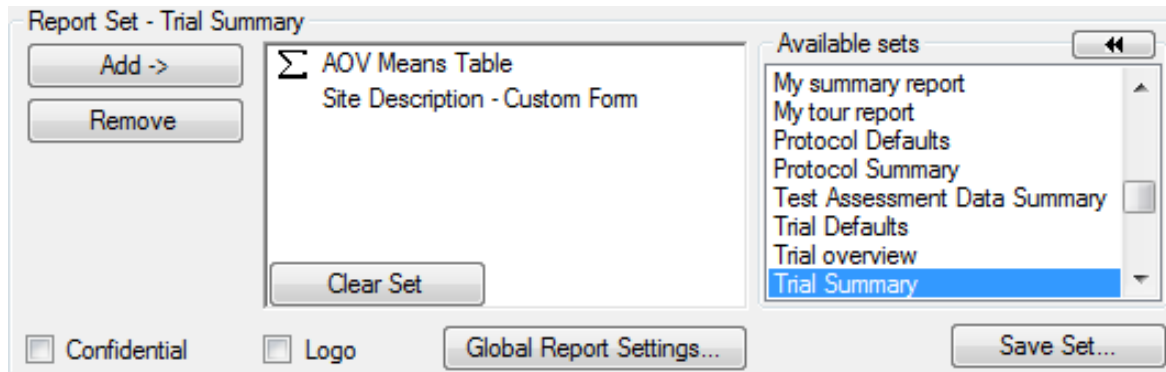 Report Set - Trial Summary
Add ->
Remove
Σ AOV Means Table
Site Description - Custom Form
Clear Set
Available sets
My summary report
My tour report
Protocol Defaults
Protocol Summary
Test Assessment Data Summary
Trial Defaults
Trial overview
Trial Summary
Confidential
Logo
Global Report Settings...
Save Set...